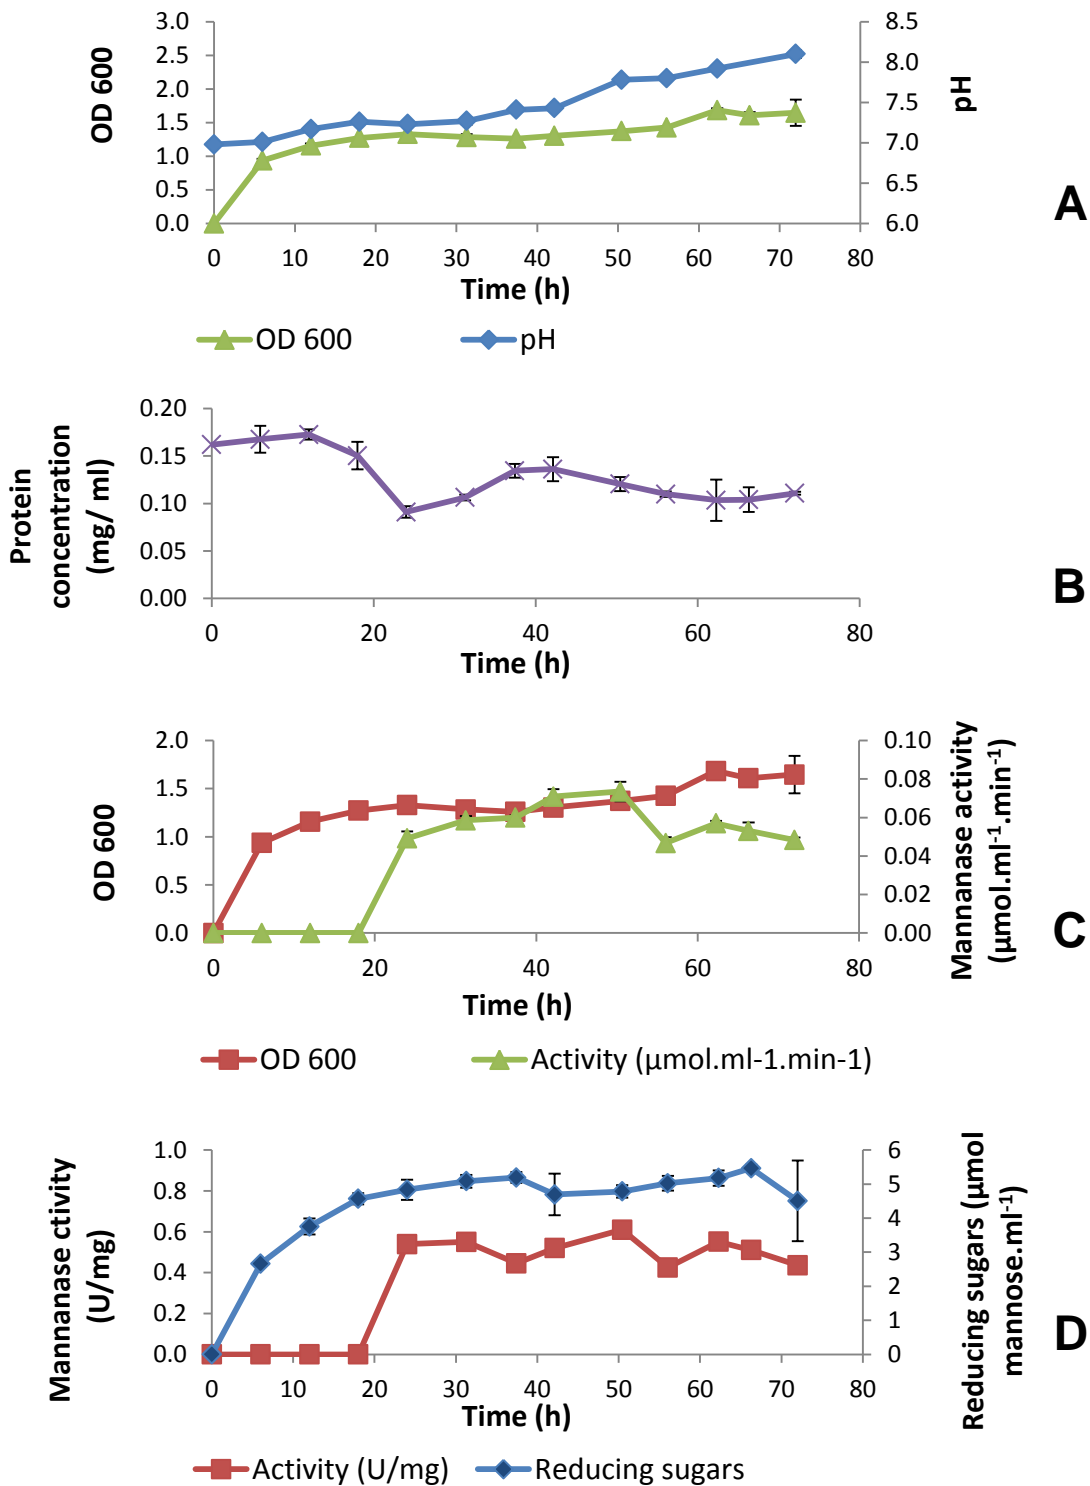 OD 600
3.0
2.5
2.0
1.5
1.0
0.5
0.0
8.5
8.0
7.5
7.0
6.5
6.0
pH
A
0 10 20 30 40 50 60 70 80
Time (h)
OD 600 pH
Protein
concentration
(mg/ ml)
0.20
0.15
0.10
0.05
0.00
B
0 20 40 60 80
Time (h)
OD 600
2.0
1.5
1.0
0.5
0.0
0.10
0.08
0.06
0.04
0.02
0.00
Mannanase activity
(µmol.ml-1.min-1)
C
0 20 40 60 80
Time (h)
OD 600 Activity (µmol.ml-1.min-1)
Mannanase ctivity
(U/mg)
1.0
0.8
0.6
0.4
0.2
0.0
6
5
4
3
2
1
0
Reducing sugars (µmol
mannose.ml-1)
D
0 10 20 30 40 50 60 70 80
Time (h)
Activity (U/mg) Reducing sugars